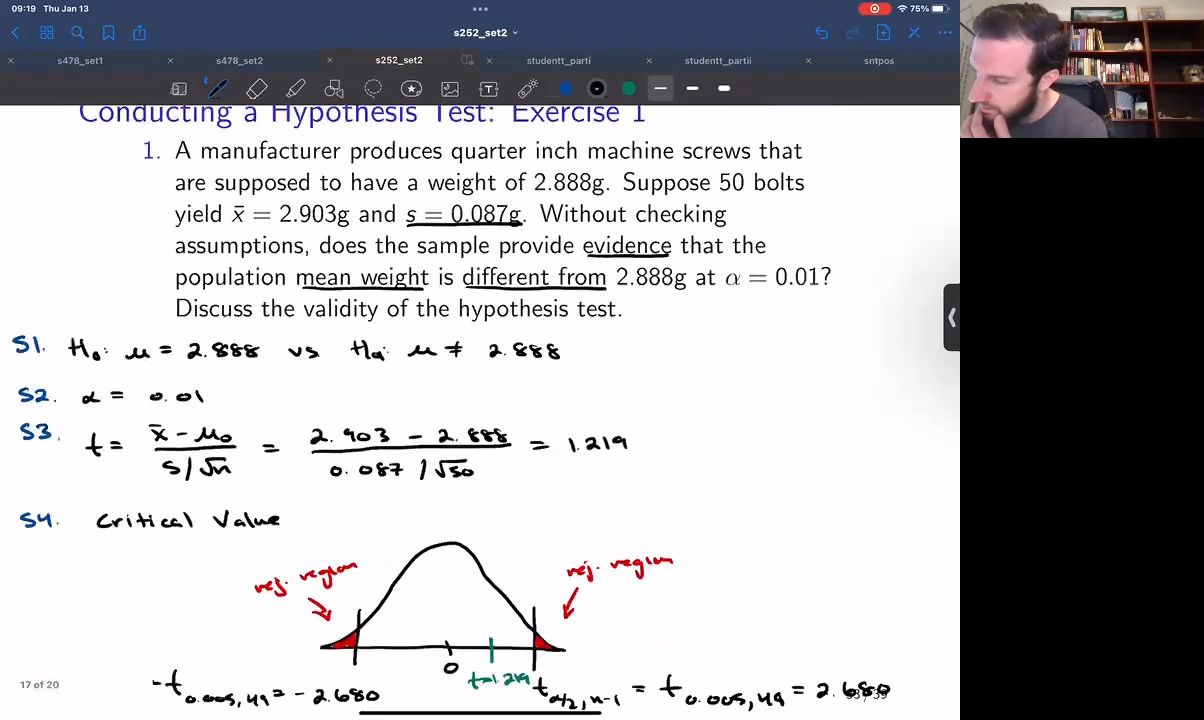 09:19 Thu Jan 13
75%
s252_set2
s478_set1
s478_set2
s252_set2
studentt_parti
studentt_partii
sntpos
Conducting a Hypothesis Test: Exercise 1
1. A manufacturer produces quarter inch machine screws that
are supposed to have a weight of 2.888g. Suppose 50 bolts
yield x̄ = 2.903g and s = 0.087g. Without checking
assumptions, does the sample provide evidence that the
population mean weight is different from 2.888g at α = 0.01?
Discuss the validity of the hypothesis test.
S1. H₀: μ = 2.888 vs Hₐ: μ ≠ 2.888
S2. α = 0.01
S3. t = (x̄ - μ₀) / (s/√n) = (2.903 - 2.888) / (0.087/√50) = 1.219
S4. Critical Value
rej. region
rej. region
0
t=1.219
-t0.005,49 = -2.680
tα/2,n-1 = t0.005,49 = 2.680
17 of 20